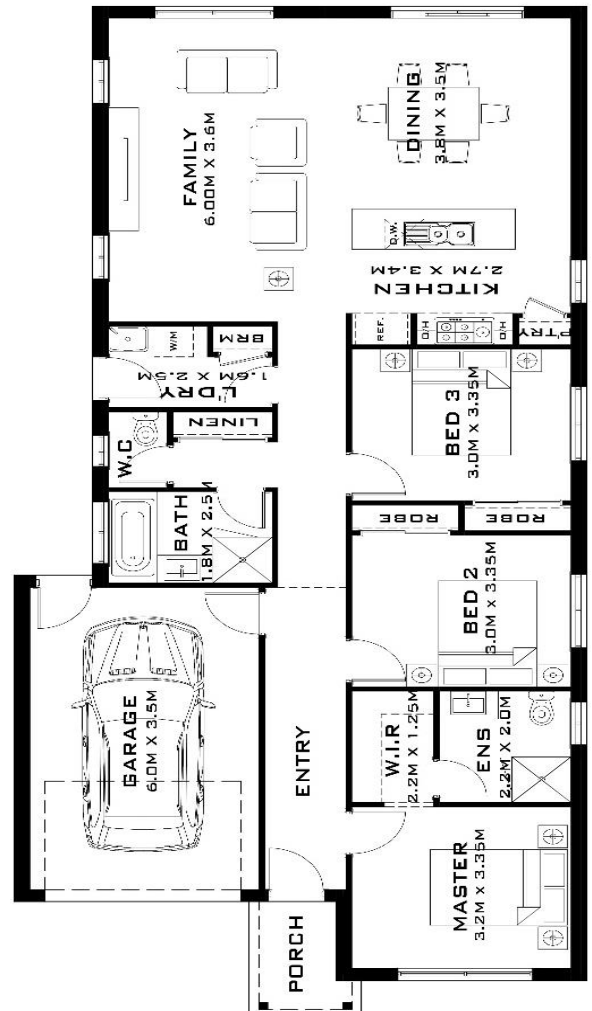 FAMILY
6.00M X 3.6M
DINING
3.8M X 3.5M
D.W.
KITCHEN
2.7M X 3.4M
REF.
O/H
O/H
P'TRY
W/M
BRM
L'DRY
1.6M X 2.5M
LINEN
W.C
BATH
1.8M X 2.5M
BED 3
3.0M X 3.35M
ROBE
ROBE
BED 2
3.0M X 3.35M
GARAGE
6.0M X 3.5M
ENTRY
W.I.R
2.2M X 1.25M
ENS
2.2M X 2.0M
MASTER
3.2M X 3.35M
PORCH